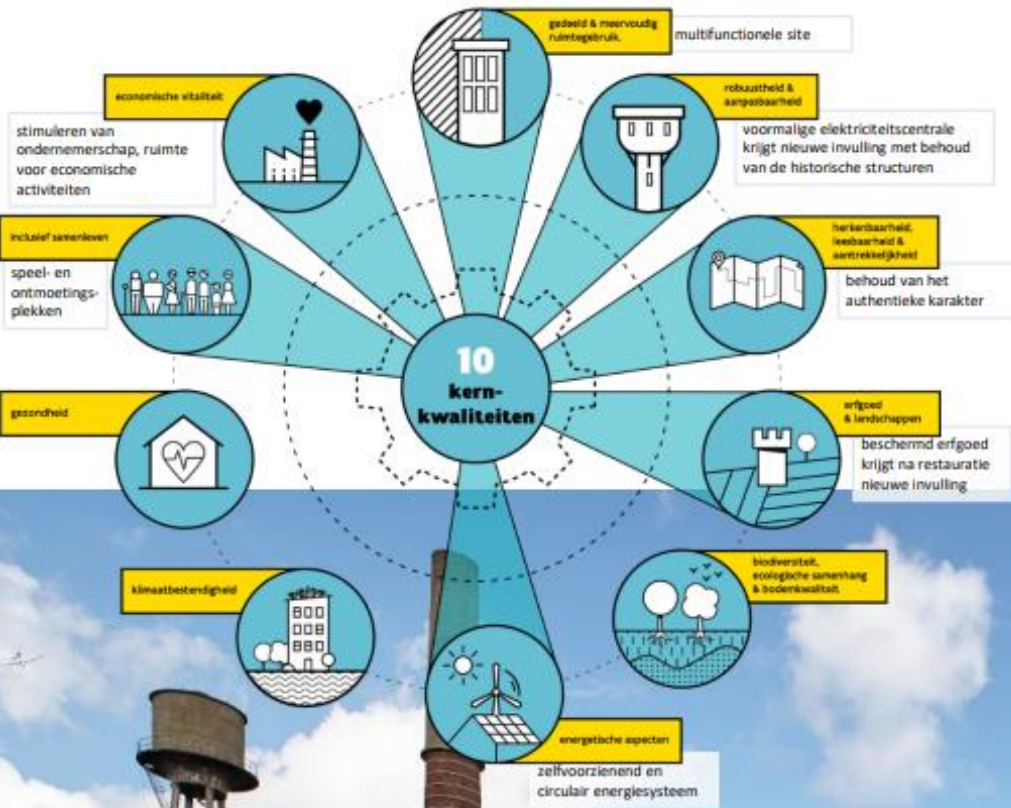 gedeeld & meervoudig
ruimtegebruik.
multifunctionele site
robuustheid &
aanpasbaarheid
voormalige elektriciteitscentrale
krijgt nieuwe invulling met behoud
van de historische structuren
herkenbaarheid,
leesbaarheid &
aantrekkelijkheid
behoud van het
authentieke karakter
erfgoed
& landschappen
beschermd erfgoed
krijgt na restauratie
nieuwe invulling
biodiversiteit,
ecologische samenhang
& bodemkwaliteit
energetische aspecten
zelfvoorzienend en
circulair energiesysteem
klimaatbestendigheid
gezondheid
inclusief samenleven
speel- en
ontmoetings-
plekken
economische vitaliteit
stimuleren van
ondernemerschap, ruimte
voor economische
activiteiten
10
kern-
kwaliteiten